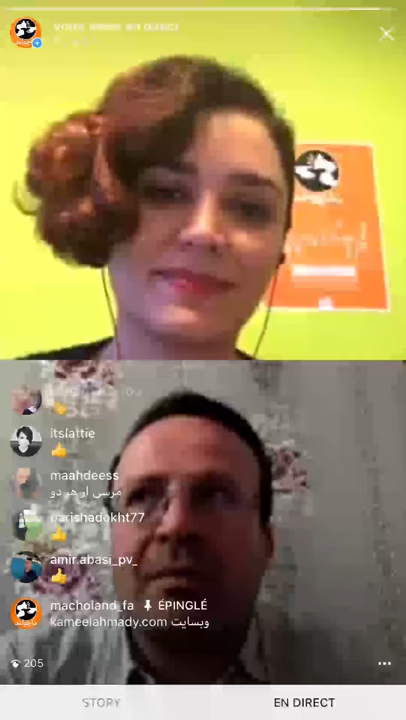 itslattie
maahdeess
مرسی از هر دو
parishadokht77
amir.abasi_pv_
macholand_fa ÉPINGLÉ
kameelahmady.com وبسایت
205
STORY
EN DIRECT